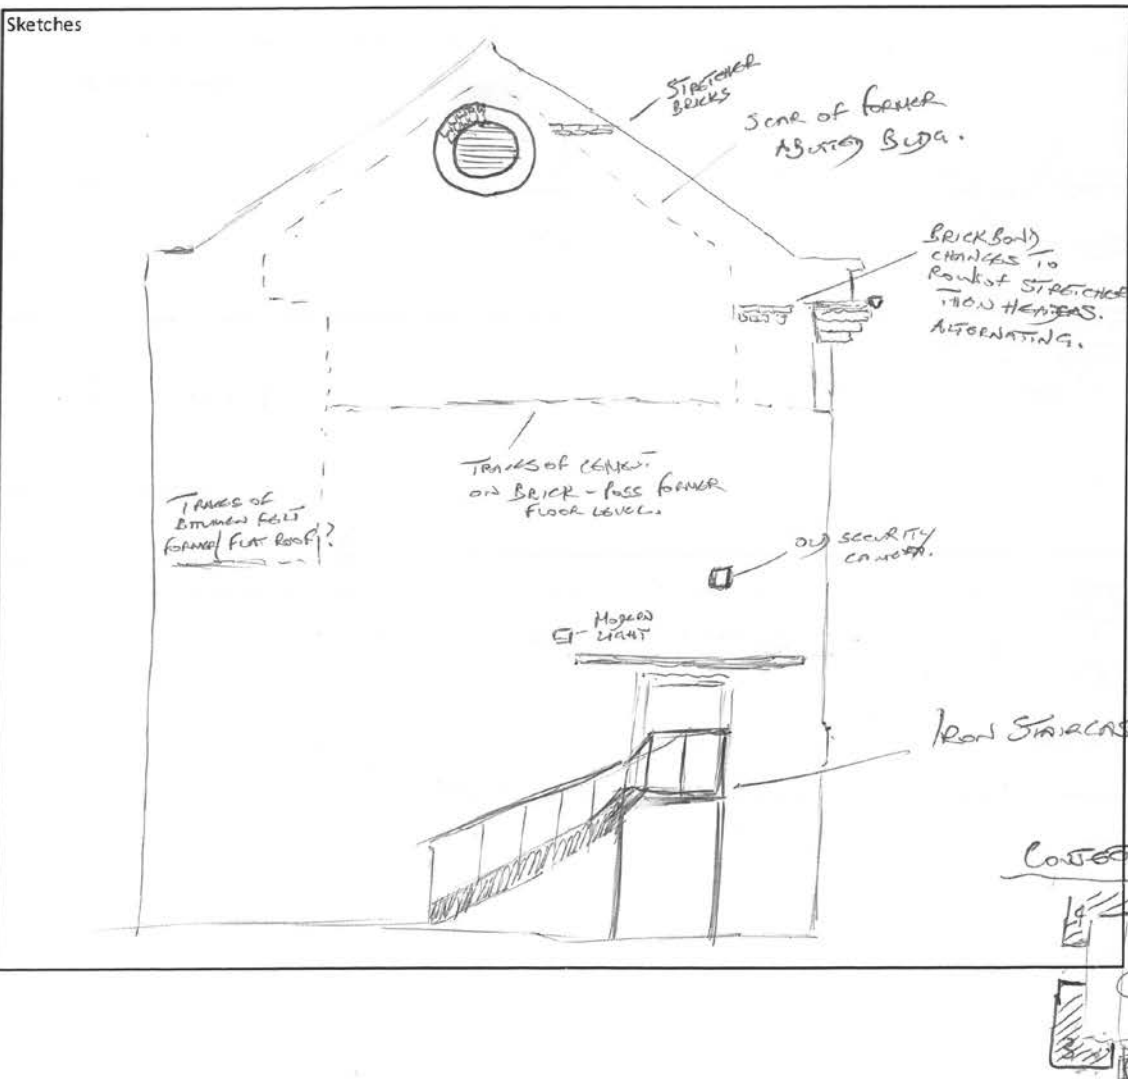 Sketches
STRETCHER
BRICKS
SCAR OF FORMER
ABUTTED BLDG.
BRICK BOND
CHANGES TO
ROWS OF STRETCHER
THEN HEADERS.
ALTERNATING.
TRACES OF CEMENT
ON BRICK - POSS FORMER
FLOOR LEVEL.
TRACES OF
BITUMEN FELT
FORMER FLAT ROOF?
OLD SECURITY
CAMERA.
MODERN
LIGHT
IRON STAIRCAS